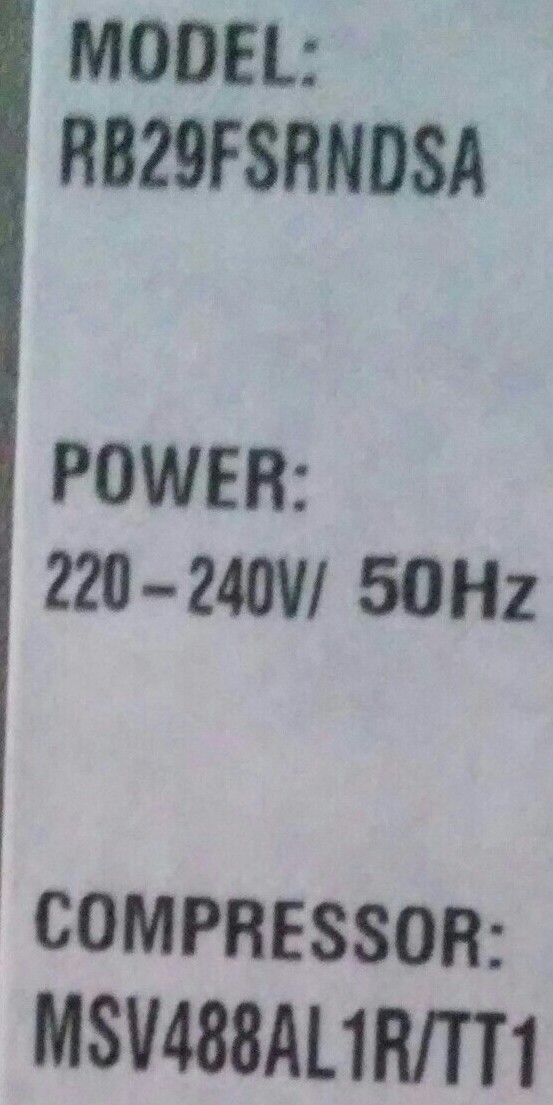 MODEL:
RB29FSRNDSA
POWER:
220-240V/ 50Hz
COMPRESSOR:
MSV488AL1R/TT1